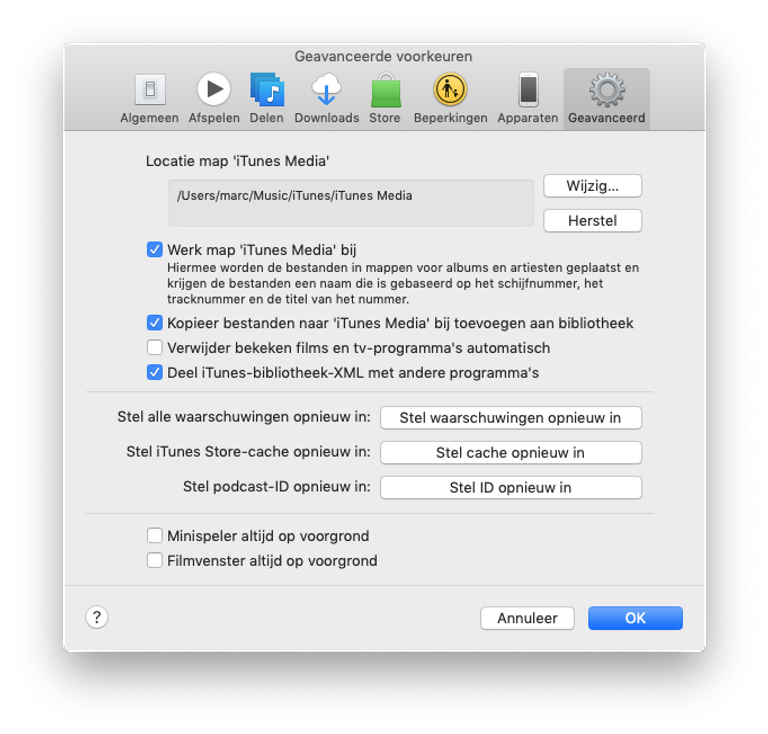 Geavanceerde voorkeuren
Algemeen Afspelen Delen Downloads Store Beperkingen Apparaten Geavanceerd
Locatie map 'iTunes Media'
/Users/marc/Music/iTunes/iTunes Media
Wijzig...
Herstel
Werk map 'iTunes Media' bij
Hiermee worden de bestanden in mappen voor albums en artiesten geplaatst en
krijgen de bestanden een naam die is gebaseerd op het schijfnummer, het
tracknummer en de titel van het nummer.
Kopieer bestanden naar 'iTunes Media' bij toevoegen aan bibliotheek
Verwijder bekeken films en tv-programma's automatisch
Deel iTunes-bibliotheek-XML met andere programma's
Stel alle waarschuwingen opnieuw in: Stel waarschuwingen opnieuw in
Stel iTunes Store-cache opnieuw in: Stel cache opnieuw in
Stel podcast-ID opnieuw in: Stel ID opnieuw in
Minispeler altijd op voorgrond
Filmvenster altijd op voorgrond
? Annuleer OK